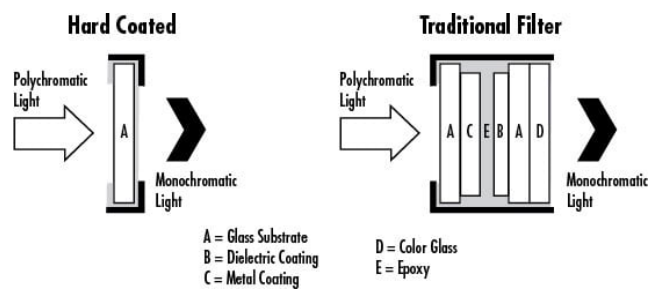 Hard Coated
Traditional Filter
Polychromatic
Light
A
Monochromatic
Light
Polychromatic
Light
A C E B A D
Monochromatic
Light
A = Glass Substrate
B = Dielectric Coating
C = Metal Coating
D = Color Glass
E = Epoxy